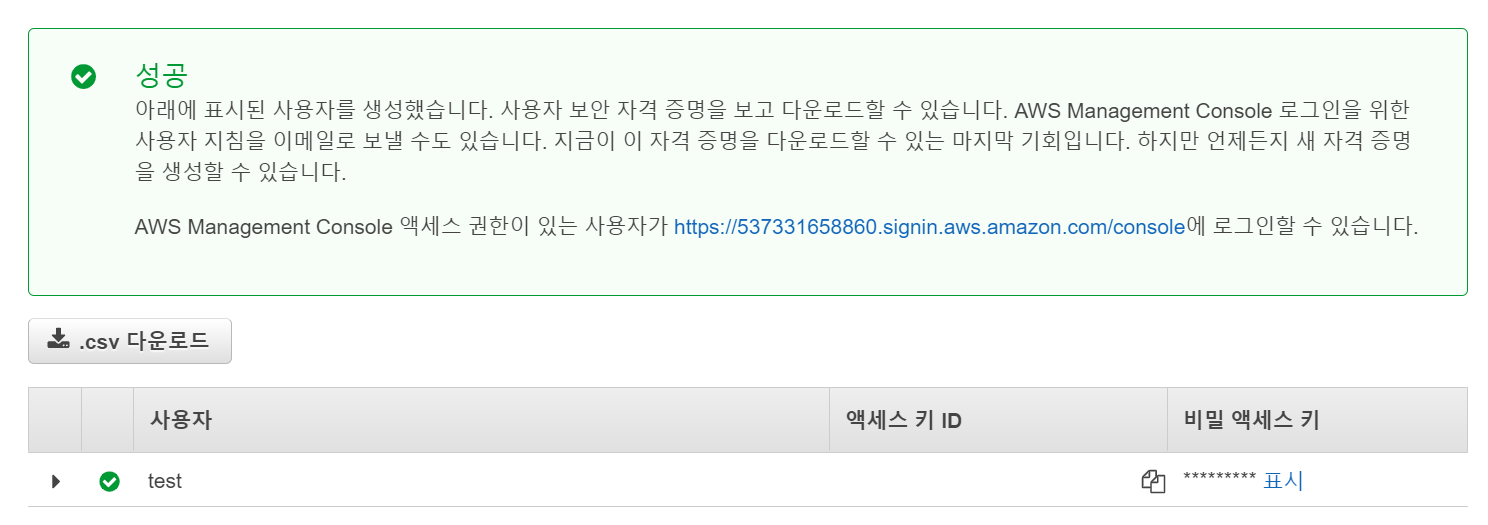 성공
아래에 표시된 사용자를 생성했습니다. 사용자 보안 자격 증명을 보고 다운로드할 수 있습니다. AWS Management Console 로그인을 위한
사용자 지침을 이메일로 보낼 수도 있습니다. 지금이 이 자격 증명을 다운로드할 수 있는 마지막 기회입니다. 하지만 언제든지 새 자격 증명
을 생성할 수 있습니다.
AWS Management Console 액세스 권한이 있는 사용자가 https://537331658860.signin.aws.amazon.com/console에 로그인할 수 있습니다.
.csv 다운로드
사용자 액세스 키 ID 비밀 액세스 키
test ********* 표시